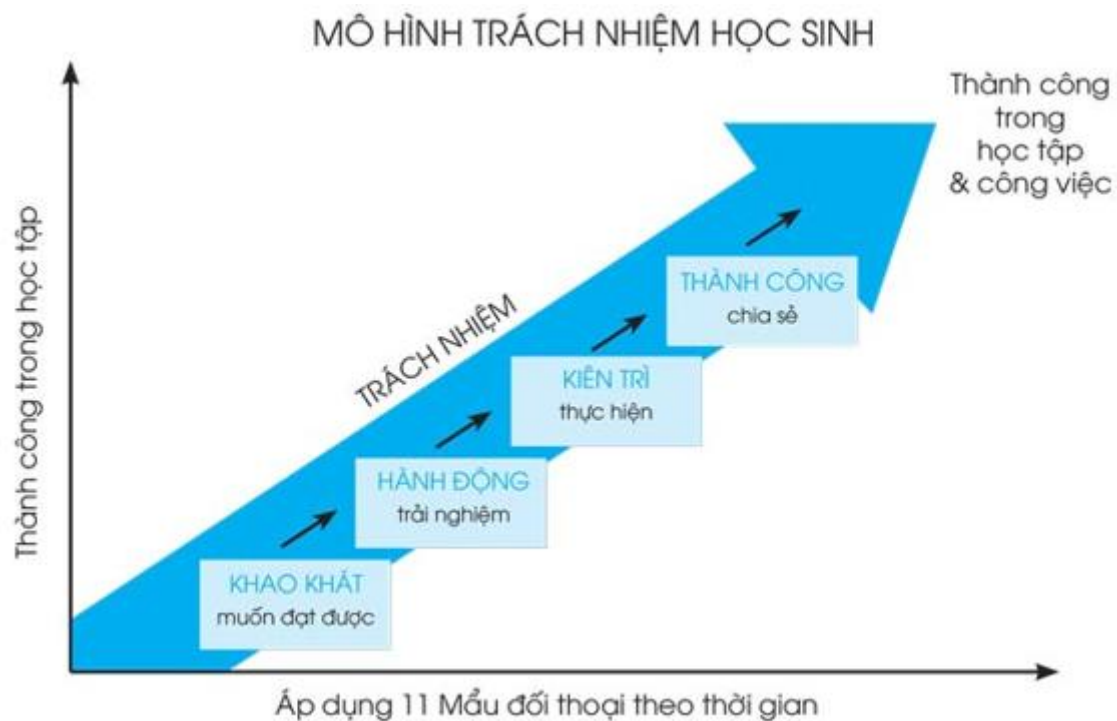 MÔ HÌNH TRÁCH NHIỆM HỌC SINH
Thành công
trong
học tập
& công việc
Thành công trong học tập
TRÁCH NHIỆM
THÀNH CÔNG
chia sẻ
KIÊN TRÌ
thực hiện
HÀNH ĐỘNG
trải nghiệm
KHAO KHÁT
muốn đạt được
Áp dụng 11 Mẩu đối thoại theo thời gian